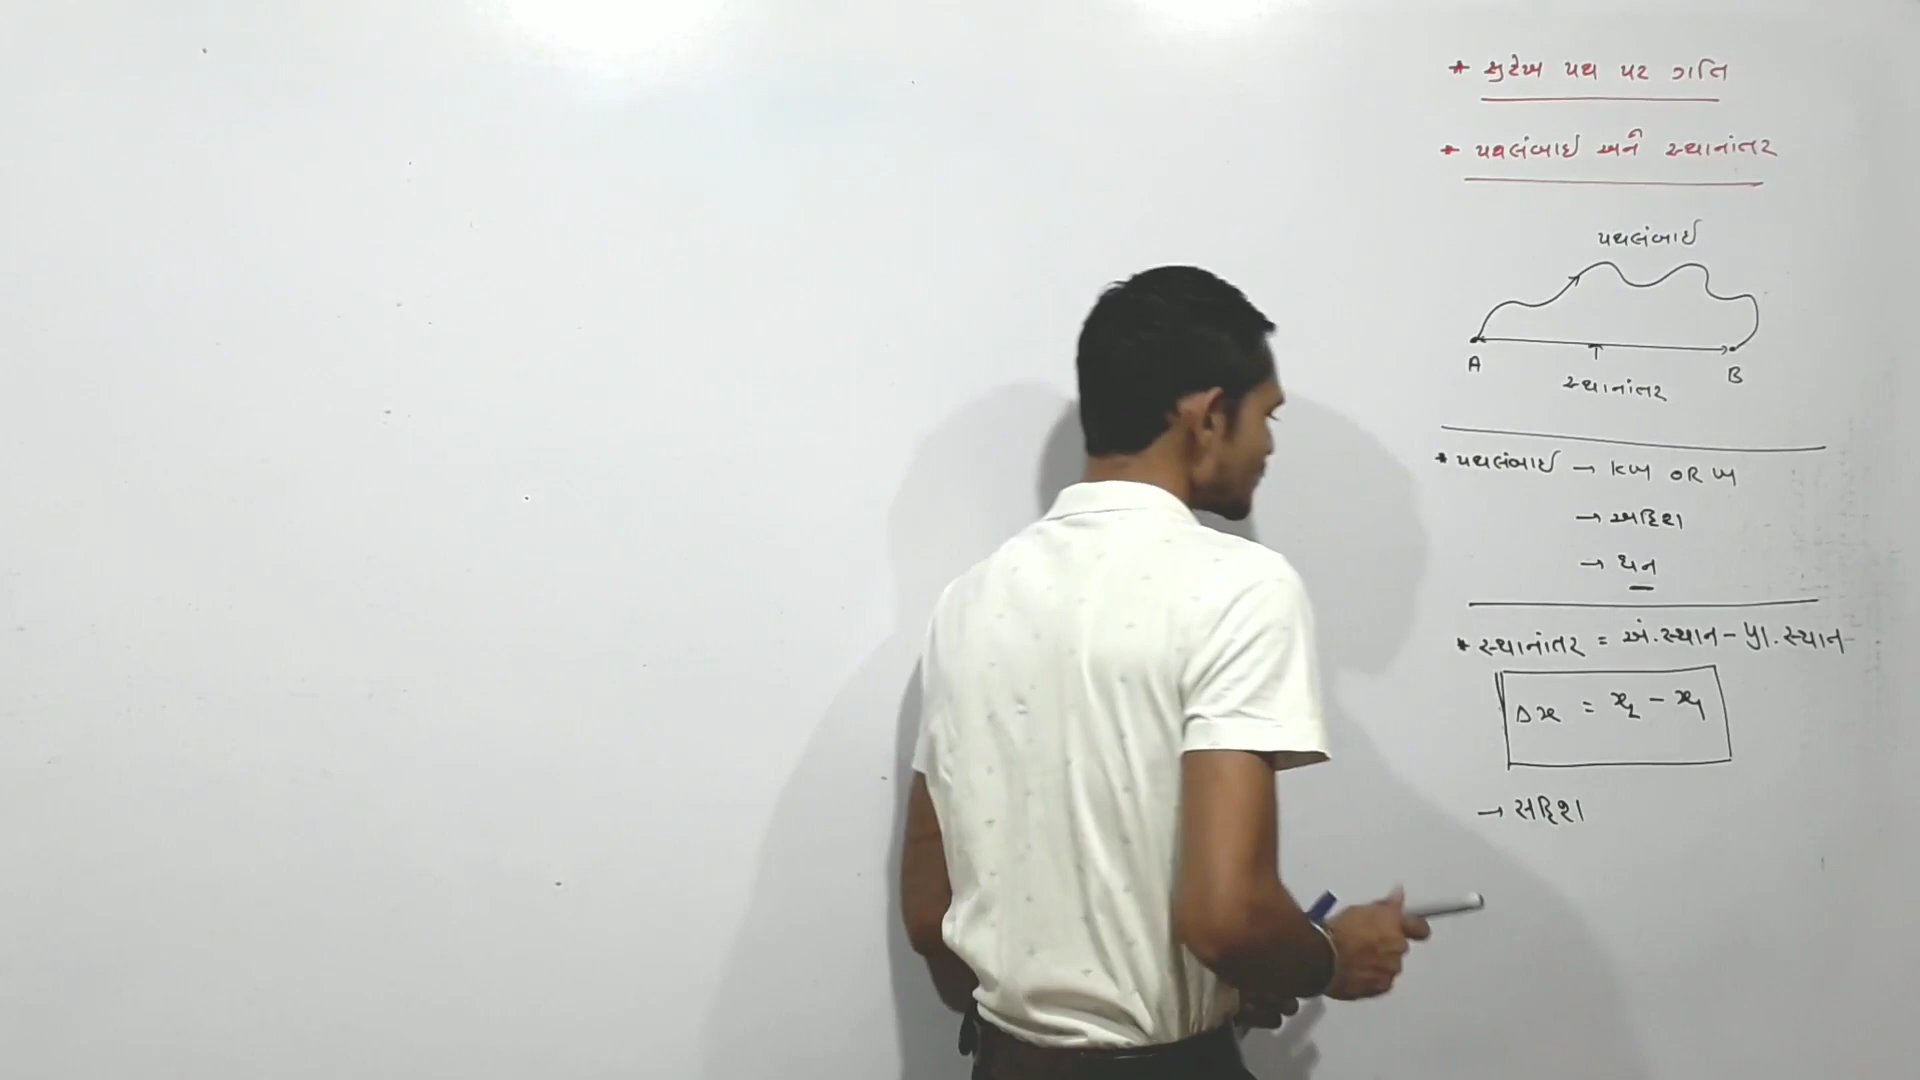 * સુરેખ પથ પર ગતિ
* પથલંબાઈ અને સ્થાનાંતર
પથલંબાઈ
A
B
સ્થાનાંતર
* પથલંબાઈ → KM OR M
→ અદિશ
→ ધન
* સ્થાનાંતર = અં.સ્થાન - પ્રા.સ્થાન
Δx = x₂ - x₁
→ સદિશ